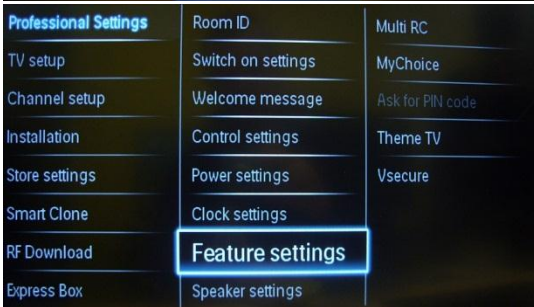 Professional Settings
TV setup
Channel setup
Installation
Store settings
Smart Clone
RF Download
Express Box
Room ID
Switch on settings
Welcome message
Control settings
Power settings
Clock settings
Feature settings
Speaker settings
Multi RC
MyChoice
Ask for PIN code
Theme TV
Vsecure